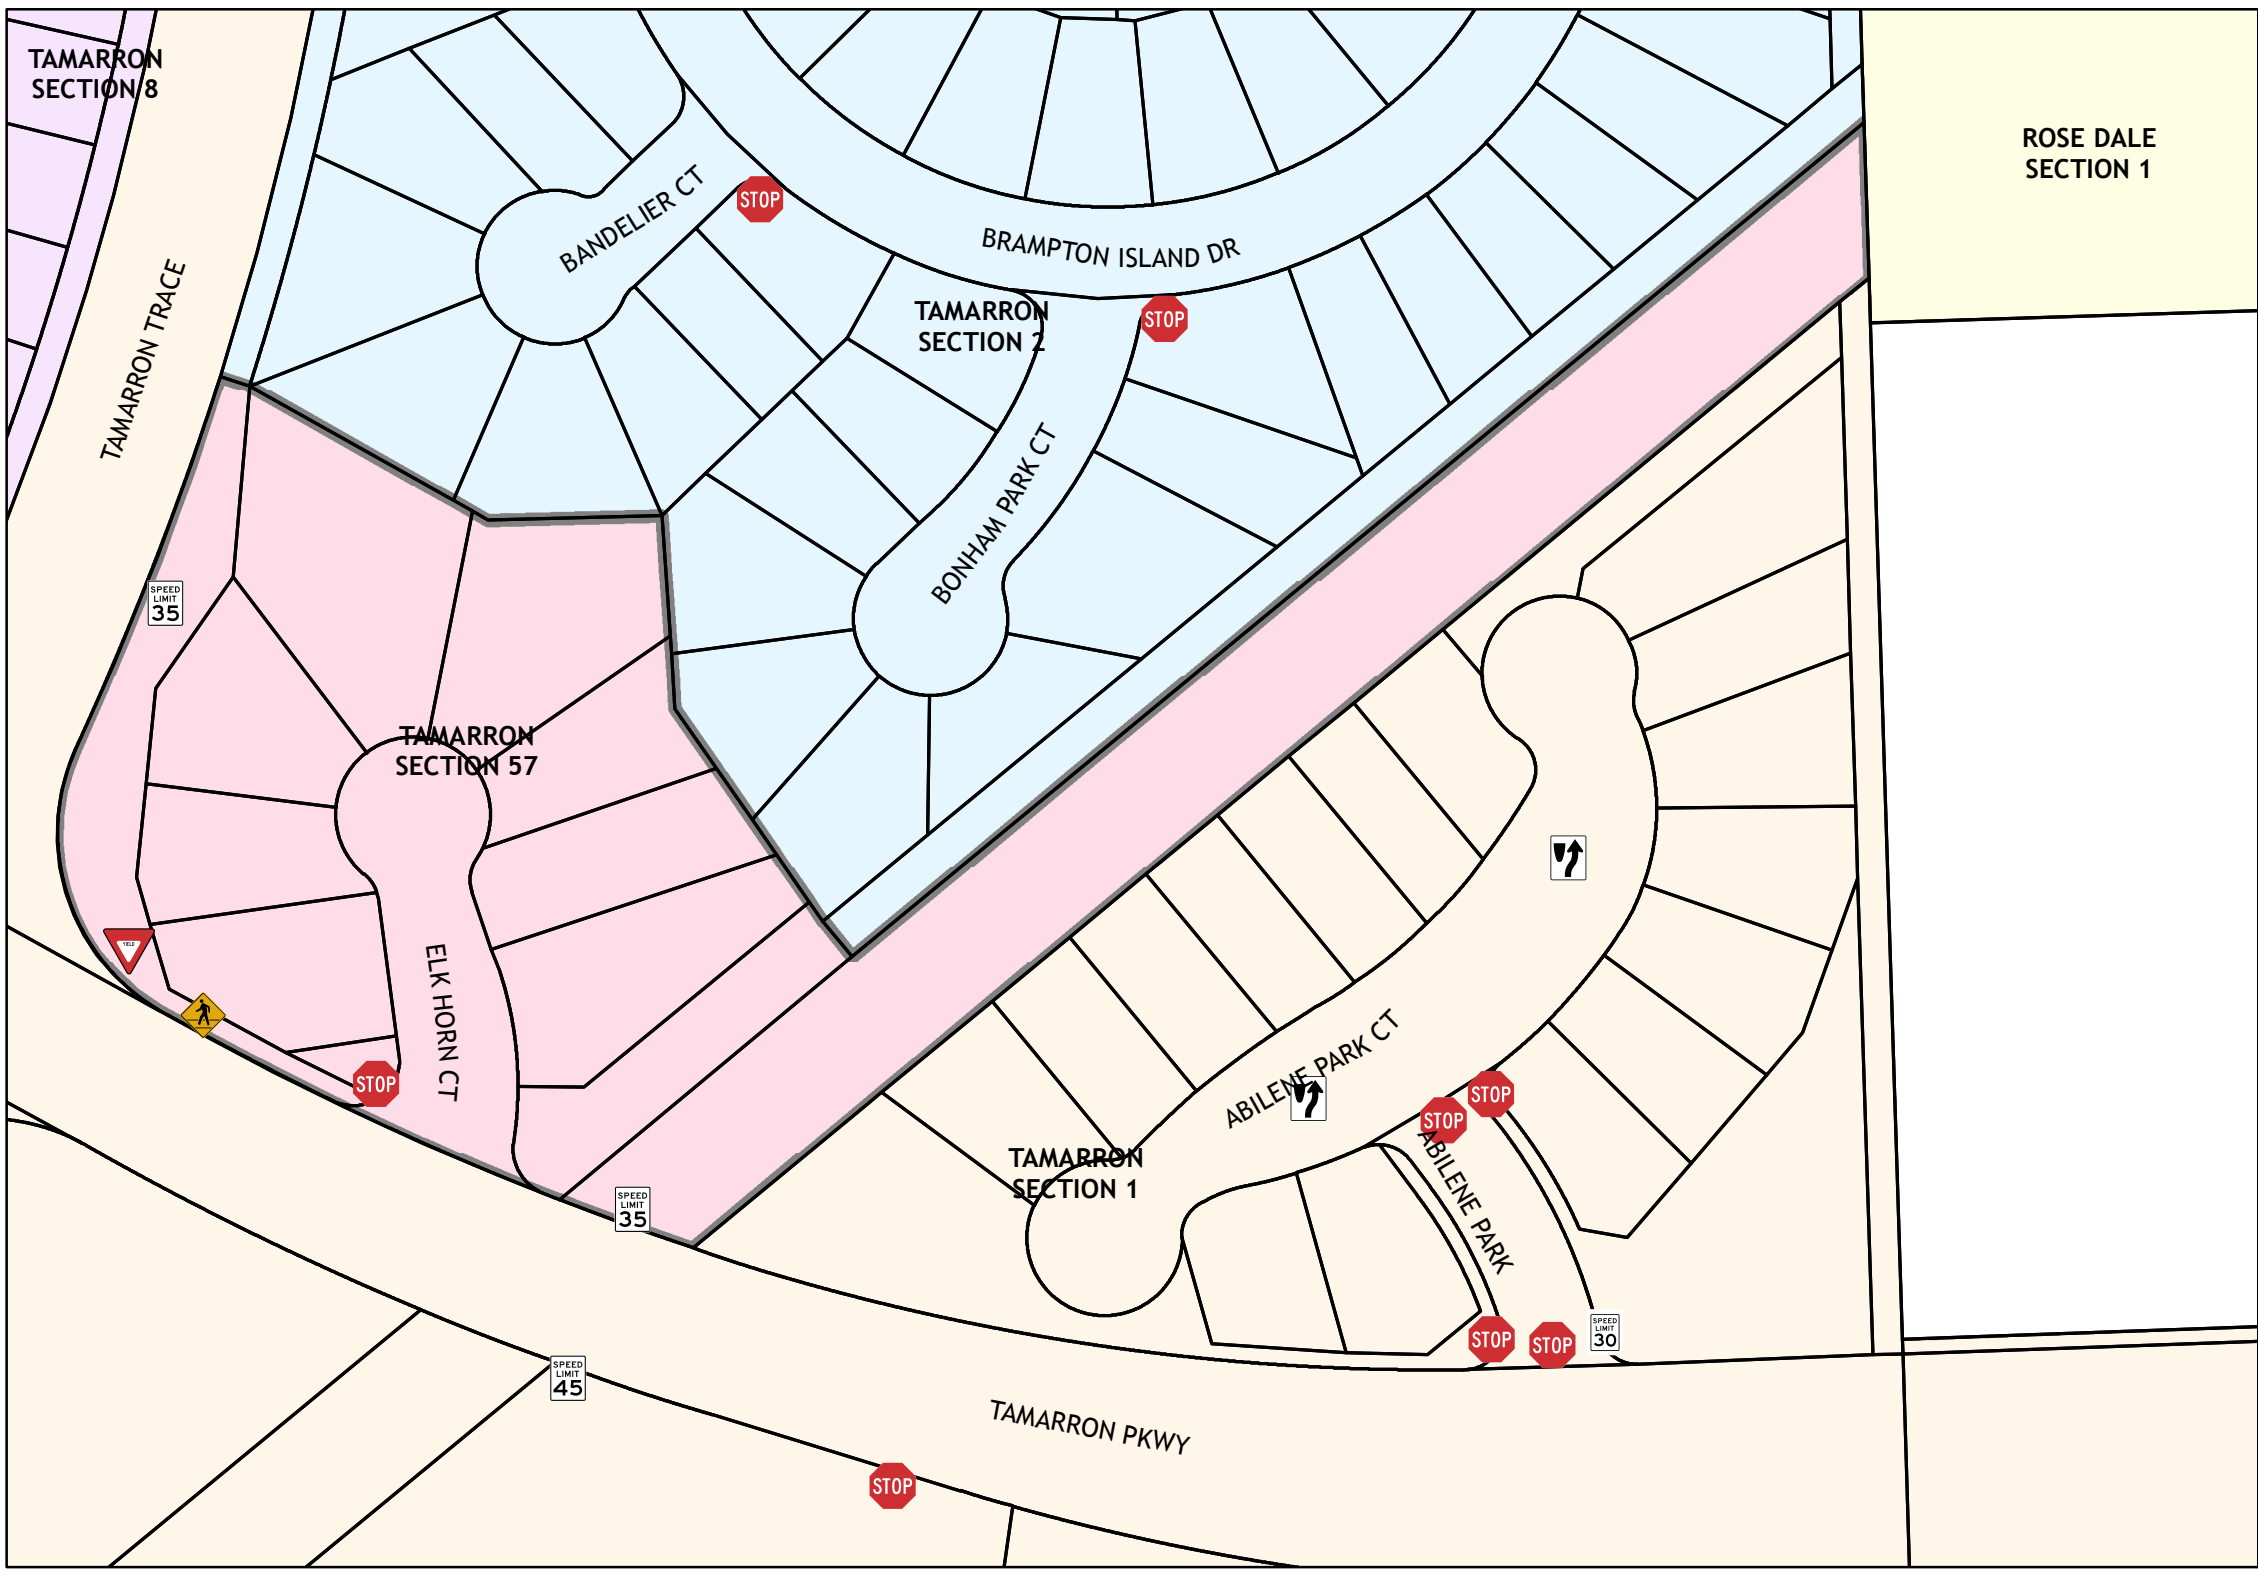 TAMARRON
SECTION 8
ROSE DALE
SECTION 1
STOP
BANDELIER CT
BRAMPTON ISLAND DR
TAMARRON TRACE
TAMARRON
SECTION 2
STOP
BONHAM PARK CT
SPEED
LIMIT
35
TAMARRON
SECTION 57
YIELD
ELK HORN CT
STOP
ABILENE PARK CT
STOP
STOP
ABILENE PARK
TAMARRON
SECTION 1
SPEED
LIMIT
35
STOP
STOP
SPEED
LIMIT
30
SPEED
LIMIT
45
TAMARRON PKWY
STOP